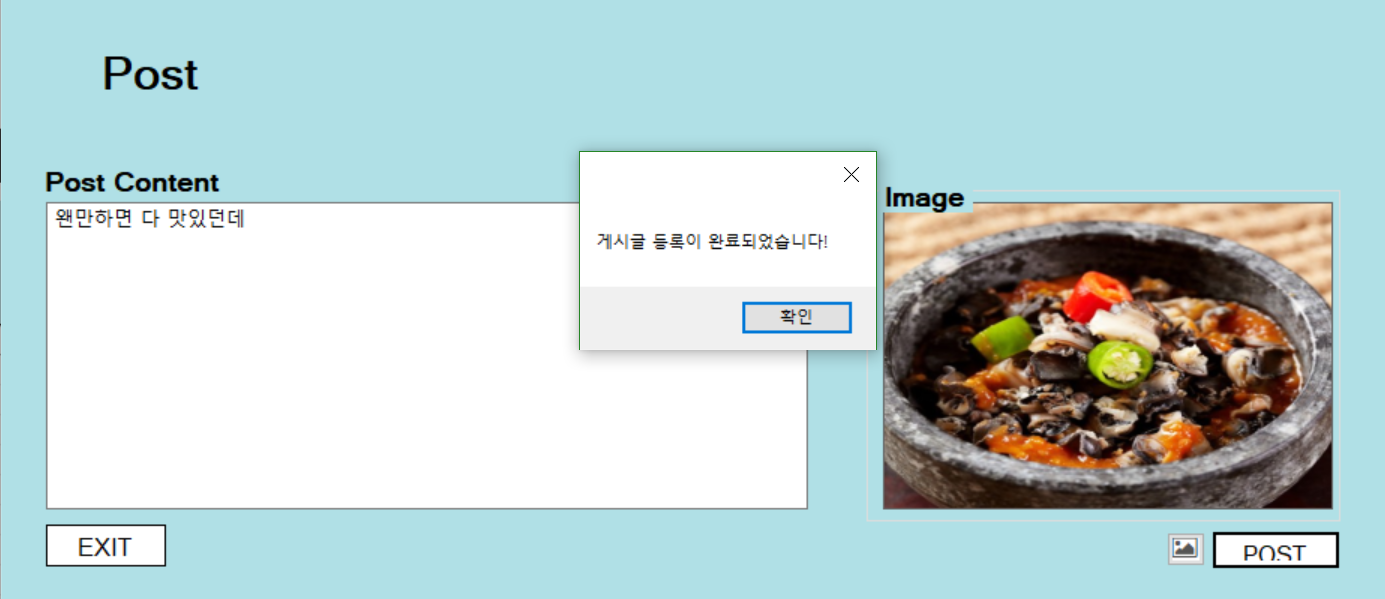 Post
Post Content
왠만하면 다 맛있던데
게시글 등록이 완료되었습니다!
확인
Image
EXIT
POST